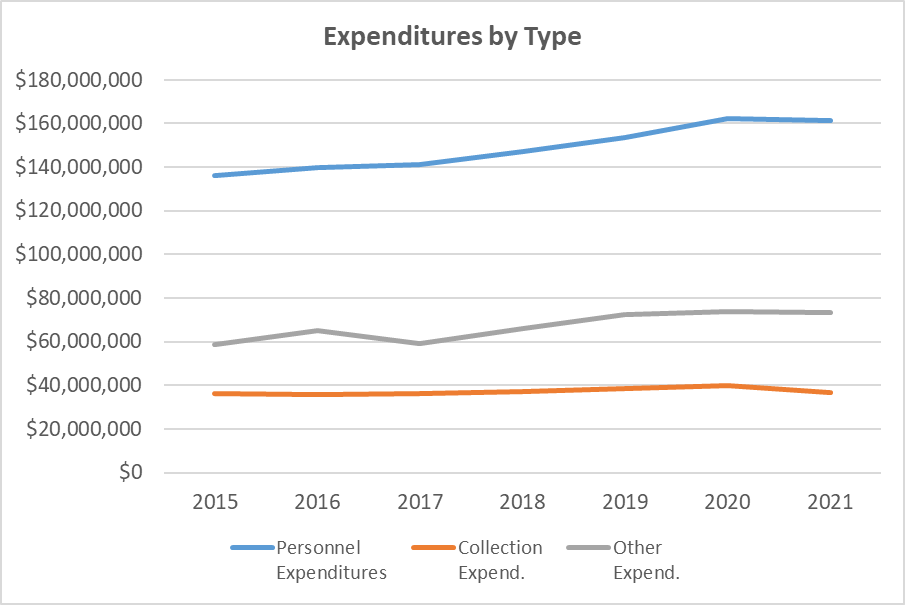 Expenditures by Type
$180,000,000
$160,000,000
$140,000,000
$120,000,000
$100,000,000
$80,000,000
$60,000,000
$40,000,000
$20,000,000
$0
2015 2016 2017 2018 2019 2020 2021
Personnel Collection Other
Expenditures Expend. Expend.